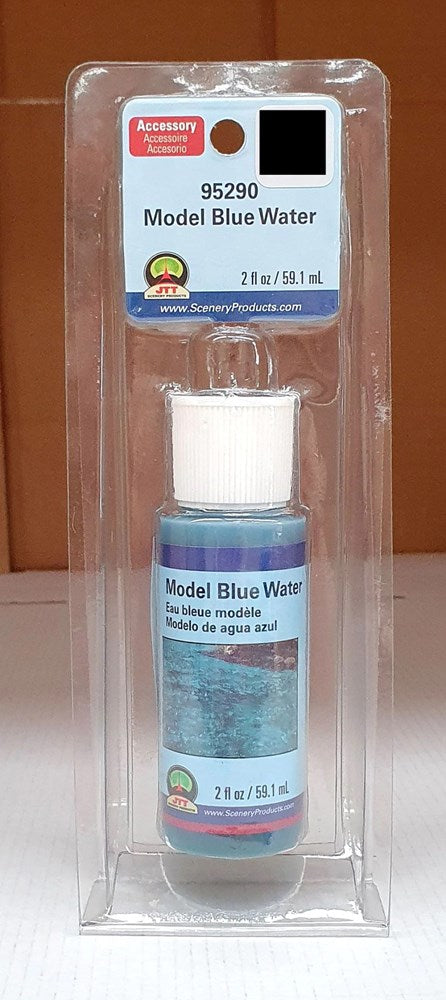 Accessory
Accessoire
Accesorio
95290
Model Blue Water
2 fl oz / 59.1 mL
JTT
SCENERY PRODUCTS
www.SceneryProducts.com
Model Blue Water
Eau bleue modèle
Modelo de agua azul
2 fl oz / 59.1 mL
JTT
SCENERY PRODUCTS
www.SceneryProducts.com